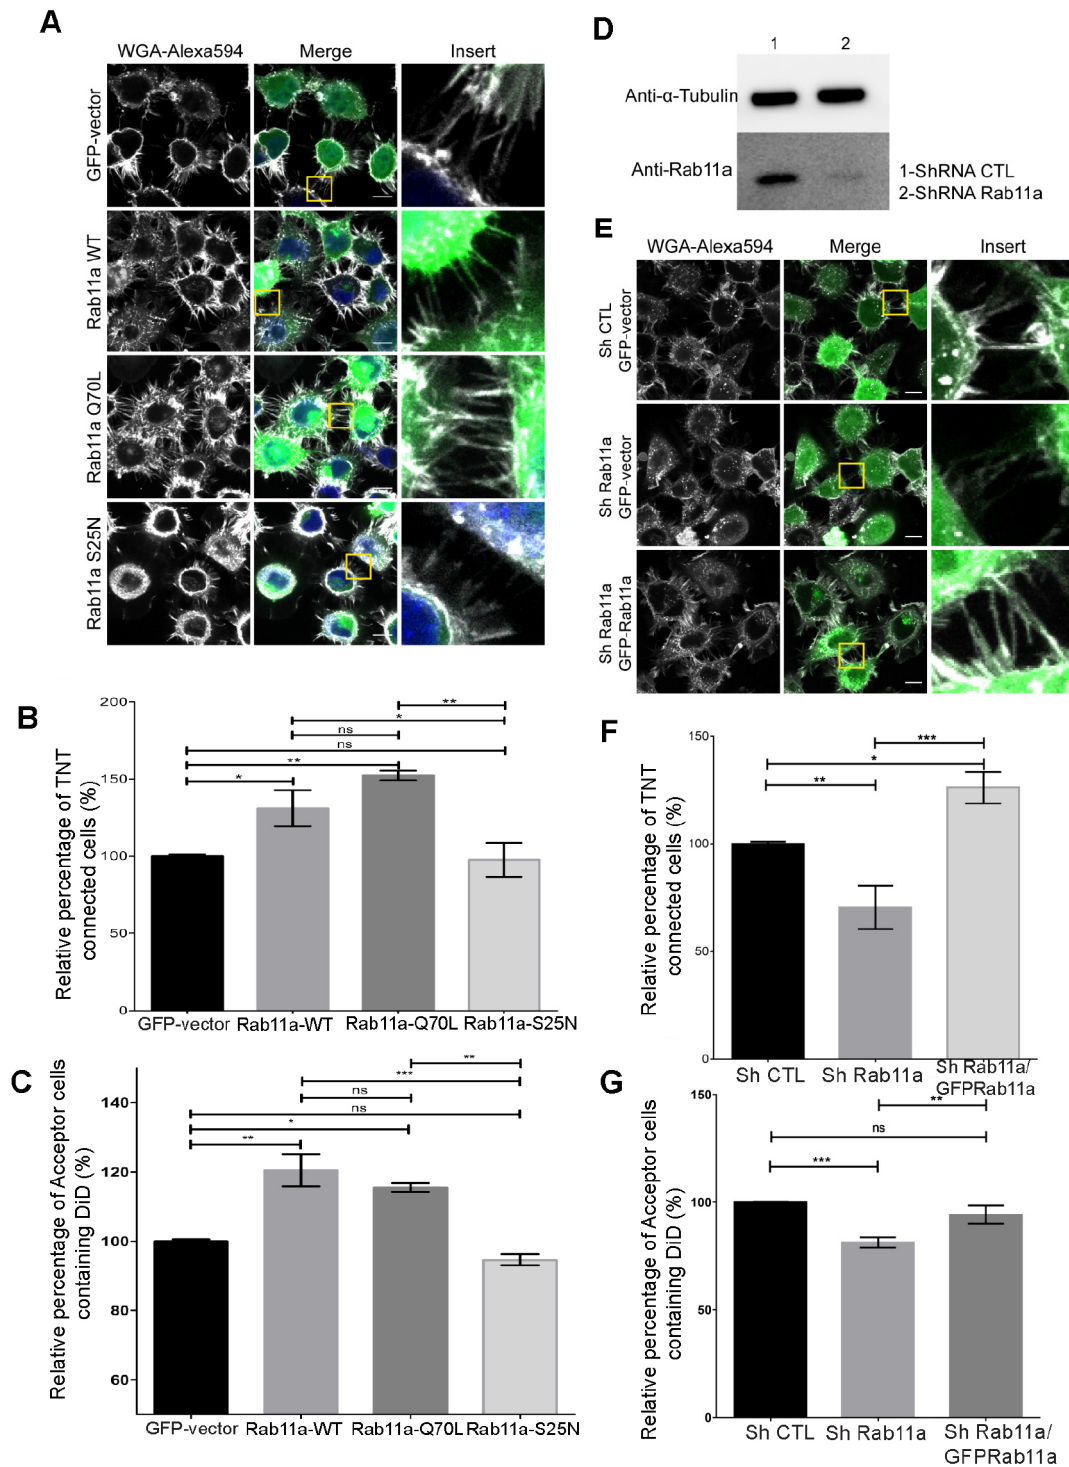 A
WGA-Alexa594 Merge Insert
GFP-vector
Rab11a WT
Rab11a Q70L
Rab11a S25N
B
Relative percentage of TNT
connected cells (%)
200
150
100
50
0
**
*
ns
ns
**
*
GFP-vector Rab11a-WT Rab11a-Q70L Rab11a-S25N
C
Relative percentage of Acceptor cells
containing DiD (%)
140
120
100
80
60
**
***
ns
ns
*
**
GFP-vector Rab11a-WT Rab11a-Q70L Rab11a-S25N
D
1 2
Anti-α-Tubulin
Anti-Rab11a
1-ShRNA CTL
2-ShRNA Rab11a
E
WGA-Alexa594 Merge Insert
Sh CTL
GFP-vector
Sh Rab11a
GFP-vector
Sh Rab11a
GFP-Rab11a
F
Relative percentage of TNT
connected cells (%)
150
100
50
0
***
*
**
Sh CTL Sh Rab11a Sh Rab11a/
GFPRab11a
G
Relative percentage of Acceptor cells
containing DiD (%)
150
100
50
0
**
ns
***
Sh CTL Sh Rab11a Sh Rab11a/
GFPRab11a